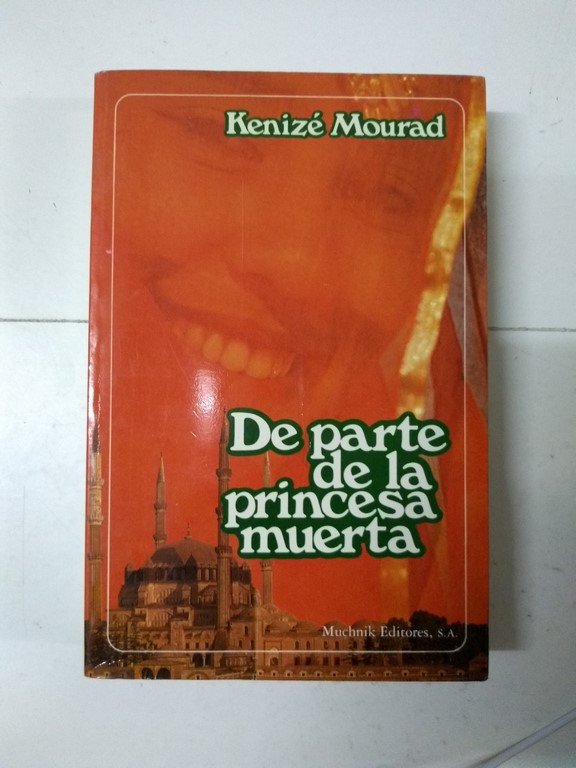 Kenizé Mourad
De parte
de la
princesa
muerta
Muchnik Editores, S.A.